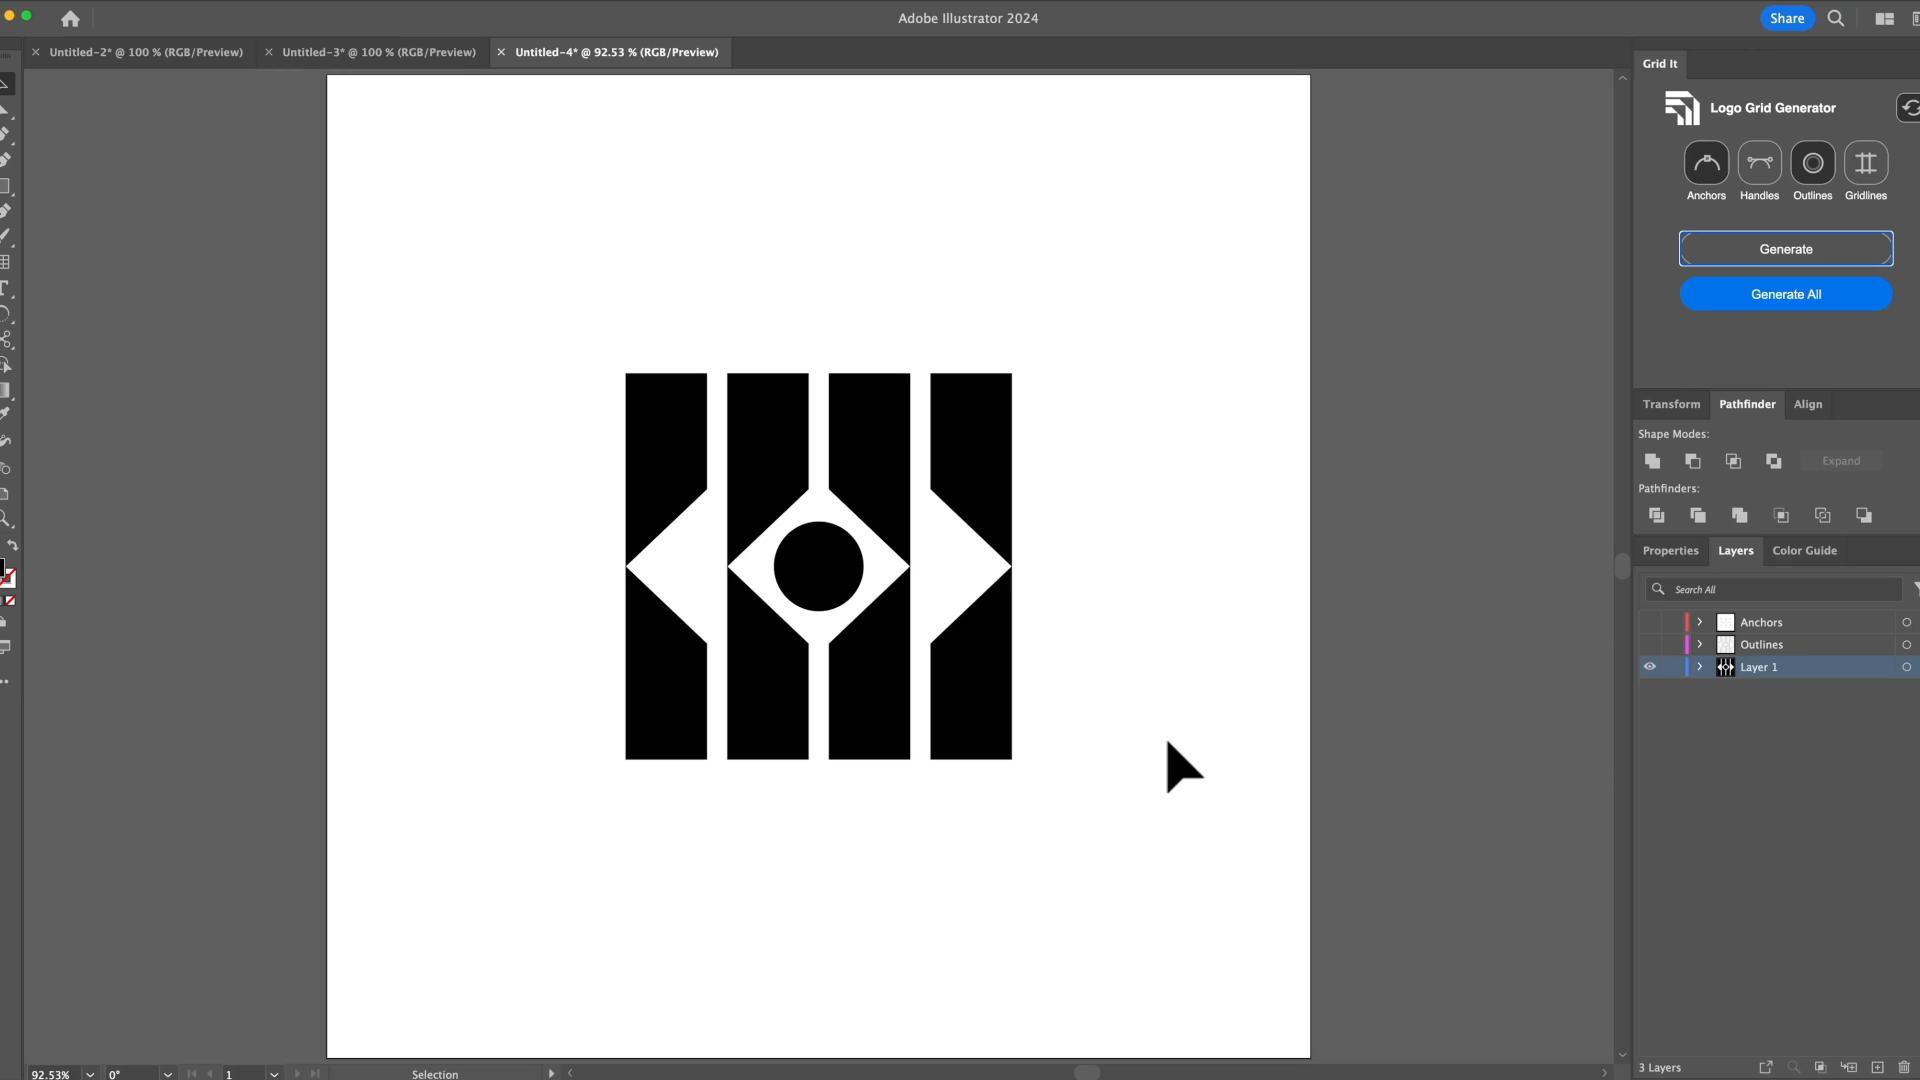 Adobe Illustrator 2024
Share
Untitled-2* @ 100 % (RGB/Preview)
Untitled-3* @ 100 % (RGB/Preview)
Untitled-4* @ 92.53 % (RGB/Preview)
Grid It
Logo Grid Generator
Anchors
Handles
Outlines
Gridlines
Generate
Generate All
Transform
Pathfinder
Align
Shape Modes:
Expand
Pathfinders:
Properties
Layers
Color Guide
Search All
Anchors
Outlines
Layer 1
3 Layers
92.53%
0°
1
Selection